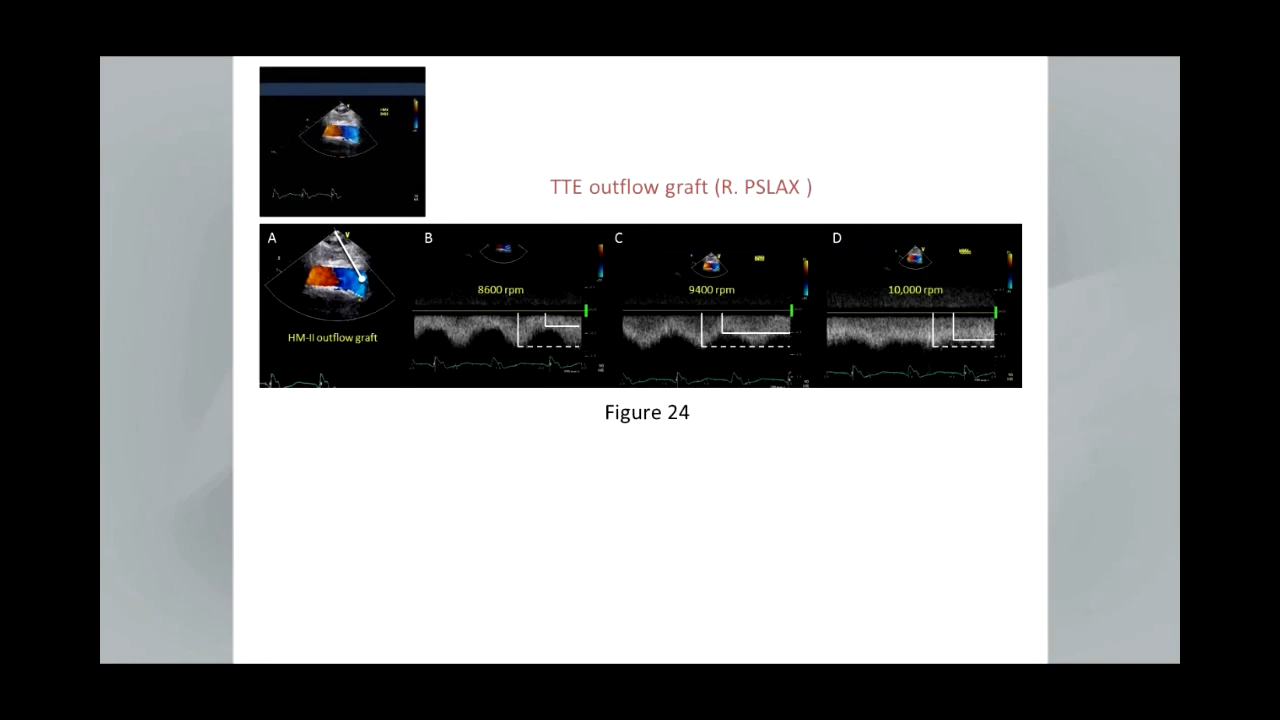 TTE outflow graft (R. PSLAX )
A
B
C
D
8600 rpm
9400 rpm
10,000 rpm
HM-II outflow graft
Figure 24